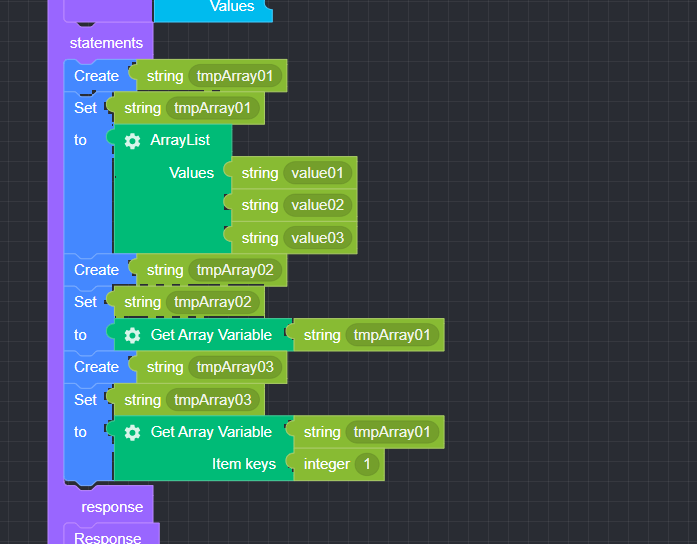 Values
statements
Create string tmpArray01
Set string tmpArray01
to ArrayList
Values string value01
string value02
string value03
Create string tmpArray02
Set string tmpArray02
to Get Array Variable string tmpArray01
Create string tmpArray03
Set string tmpArray03
to Get Array Variable string tmpArray01
Item keys integer 1
response
Response